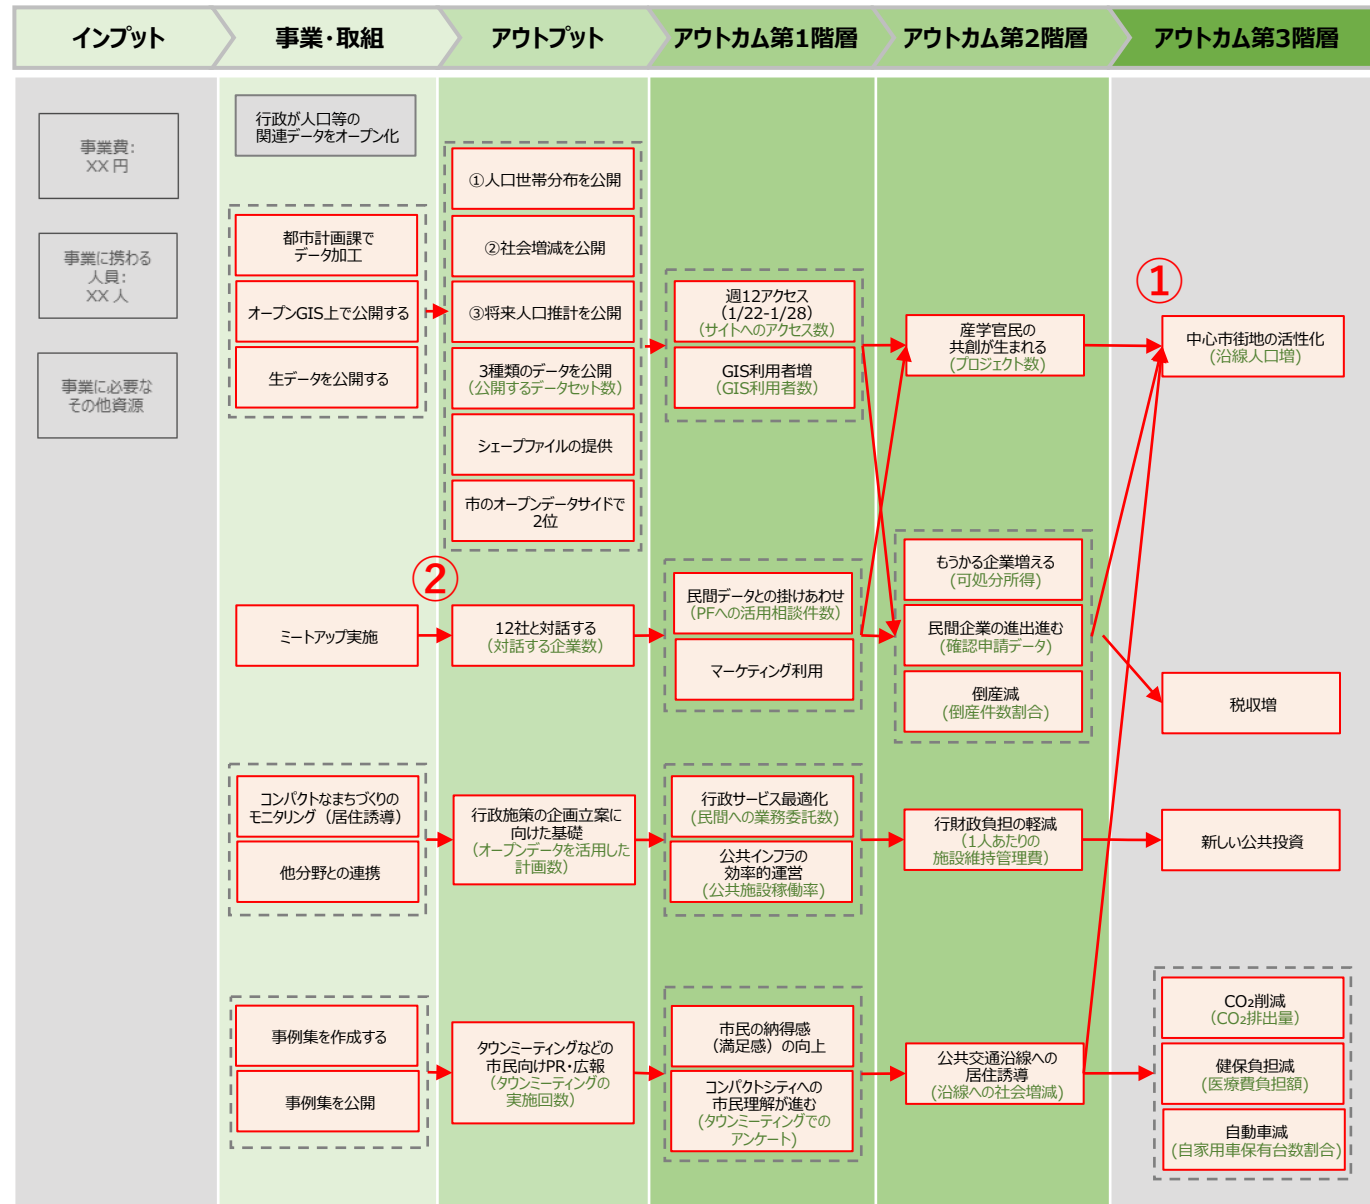 インプット
事業・取組
アウトプット
アウトカム第1階層
アウトカム第2階層
アウトカム第3階層
事業費：
XX 円
事業に携わる
人員：
XX 人
事業に必要な
その他資源
行政が人口等の
関連データをオープン化
都市計画課で
データ加工
オープンGIS上で公開する
生データを公開する
ミートアップ実施
コンパクトなまちづくりの
モニタリング（居住誘導）
他分野との連携
事例集を作成する
事例集を公開
①人口世帯分布を公開
②社会増減を公開
③将来人口推計を公開
3種類のデータを公開
（公開するデータセット数）
シェープファイルの提供
市のオープンデータサイドで
2位
②
12社と対話する
（対話する企業数）
行政施策の企画立案に
向けた基礎
（オープンデータを活用した
計画数）
タウンミーティングなどの
市民向けPR・広報
（タウンミーティングの
実施回数）
週12アクセス
（1/22-1/28）
（サイトへのアクセス数）
GIS利用者増
（GIS利用者数）
民間データとの掛けあわせ
（PFへの活用相談件数）
マーケティング利用
行政サービス最適化
（民間への業務委託数）
公共インフラの
効率的運営
（公共施設稼働率）
市民の納得感
（満足感）の向上
コンパクトシティへの
市民理解が進む
（タウンミーティングでの
アンケート）
産学官民の
共創が生まれる
（プロジェクト数）
もうかる企業増える
（可処分所得）
民間企業の進出進む
（確認申請データ）
倒産減
（倒産件数割合）
行財政負担の軽減
（1人あたりの
施設維持管理費）
公共交通沿線への
居住誘導
（沿線への社会増減）
①
中心市街地の活性化
（沿線人口増）
税収増
新しい公共投資
CO₂削減
（CO₂排出量）
健保負担減
（医療費負担額）
自動車減
（自家用車保有台数割合）